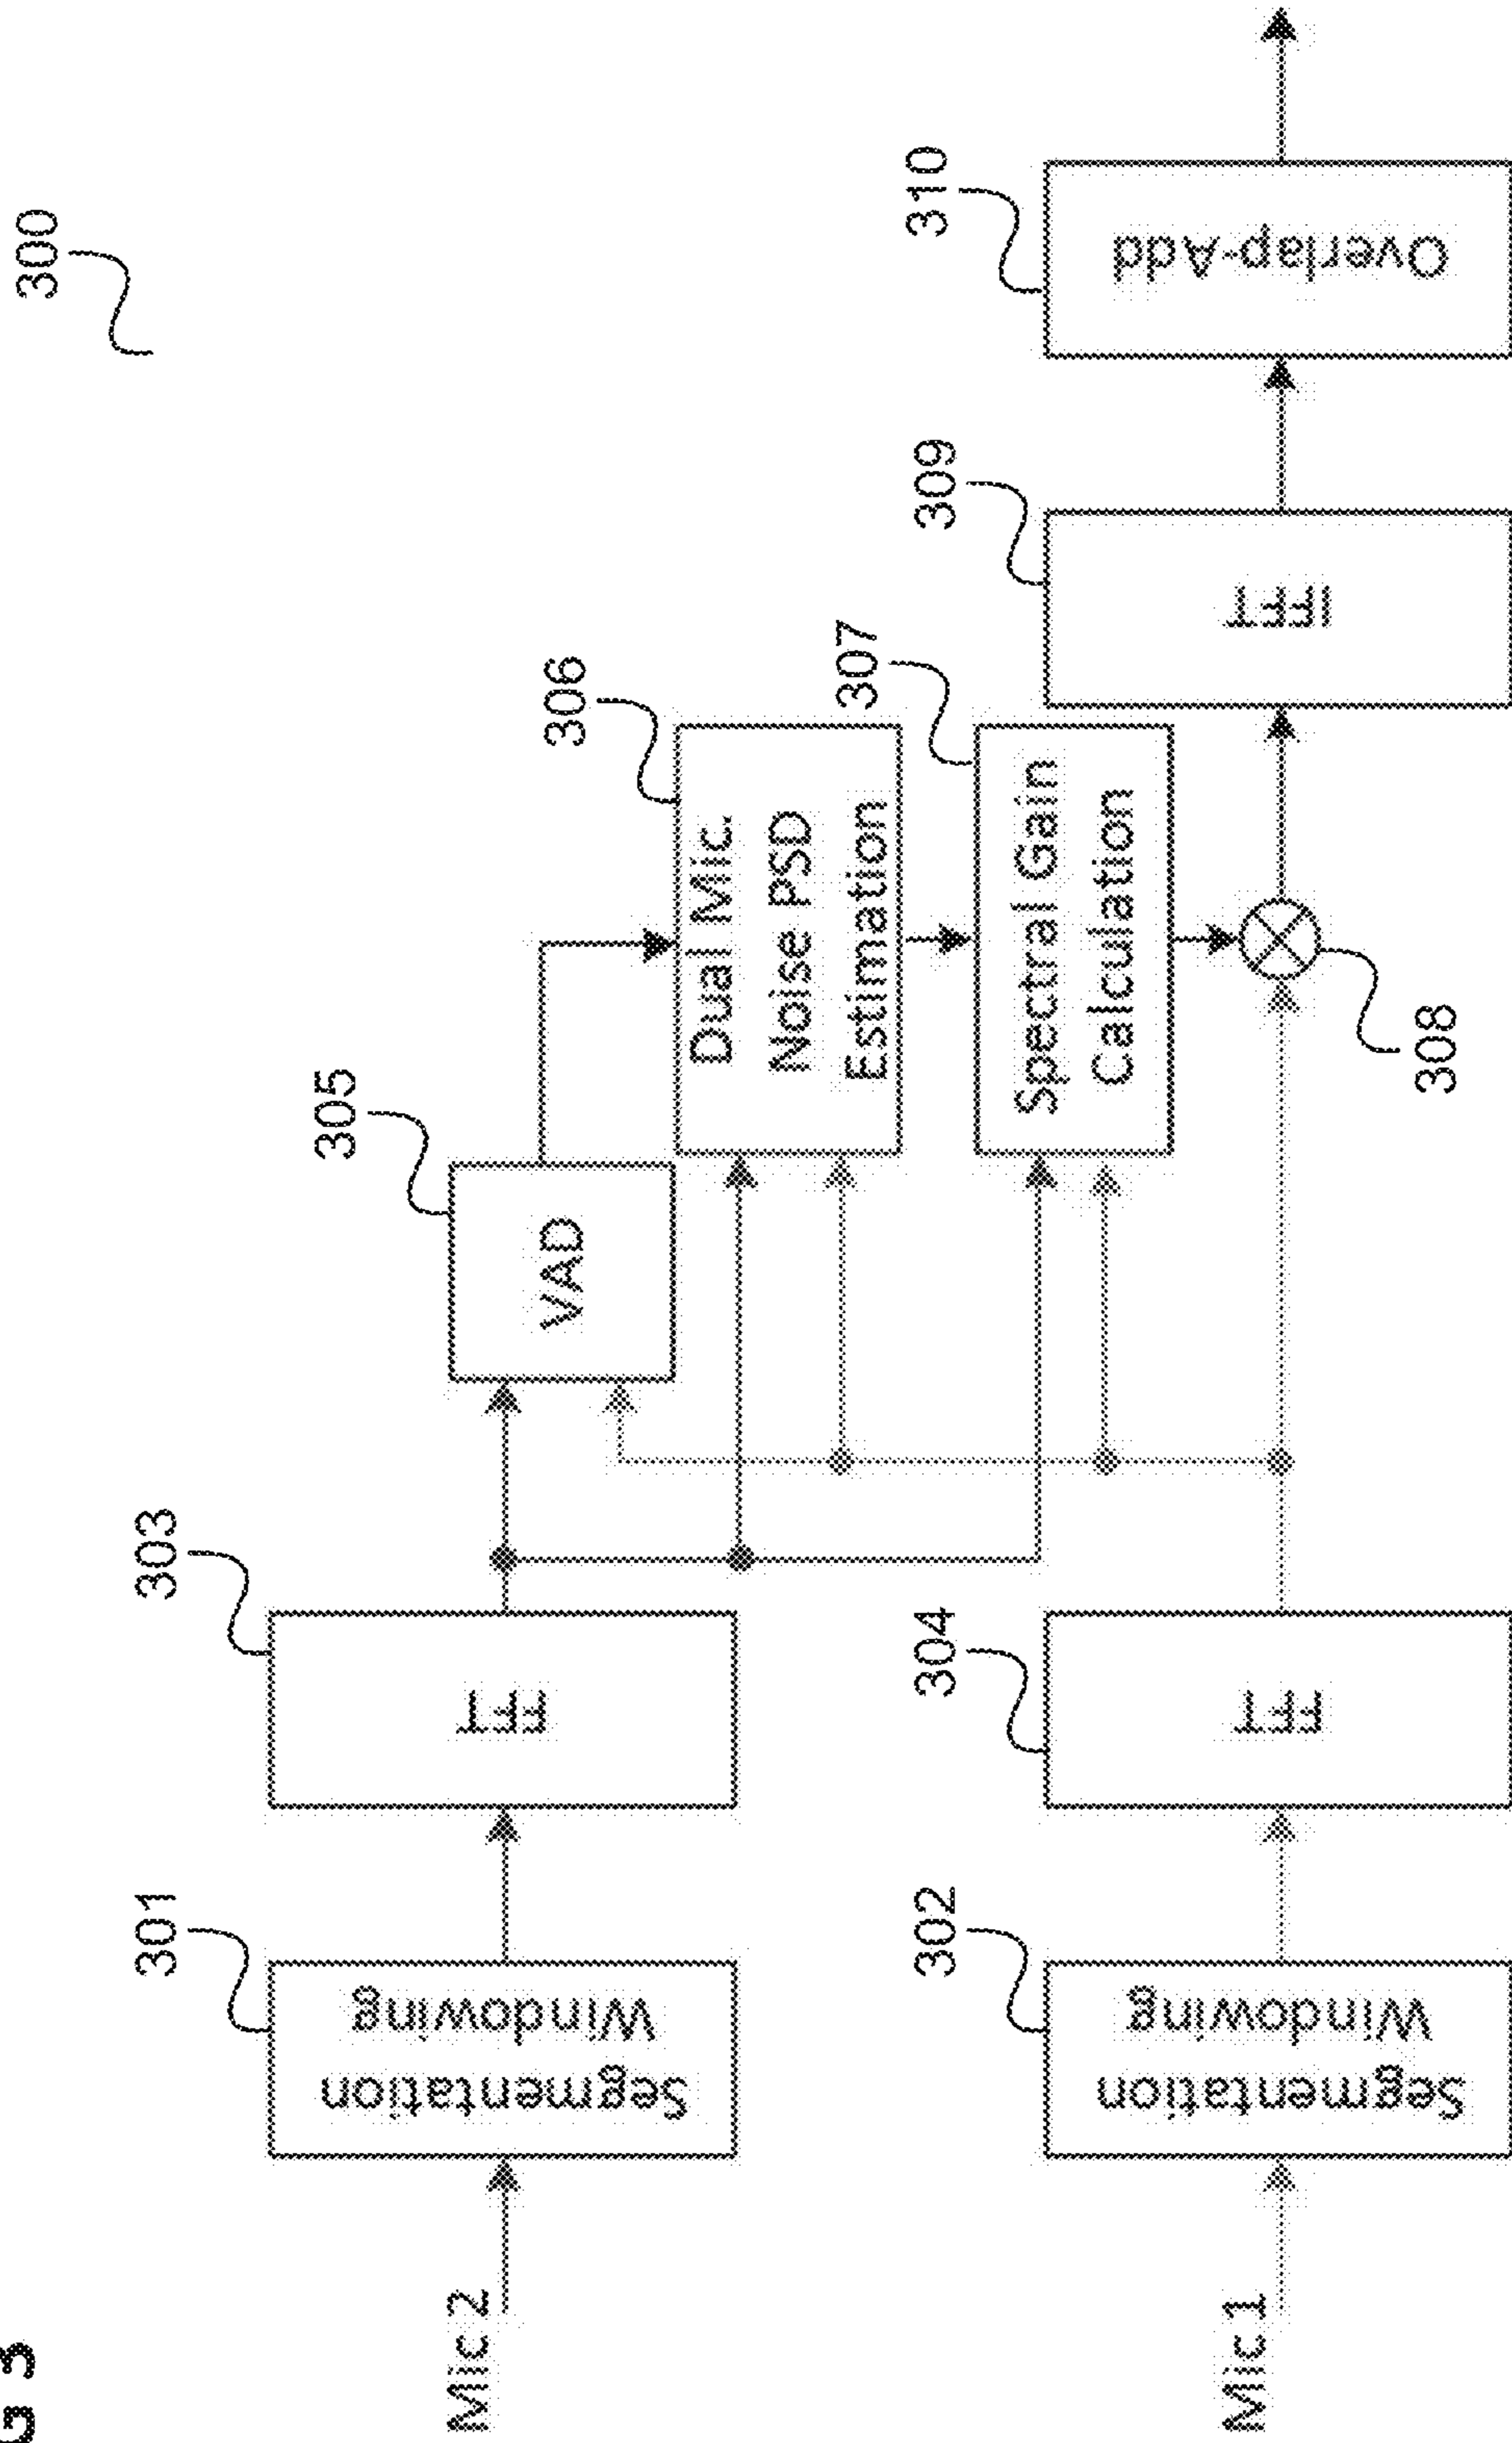 G 3
300
Mic 2
301
Segmentation
Windowing
303
FFT
305
VAD
306
Dual Mic.
Noise PSD
Estimation
307
Spectral Gain
Calculation
Mic 1
302
Segmentation
Windowing
304
FFT
308
309
IFFT
310
Overlap-Add